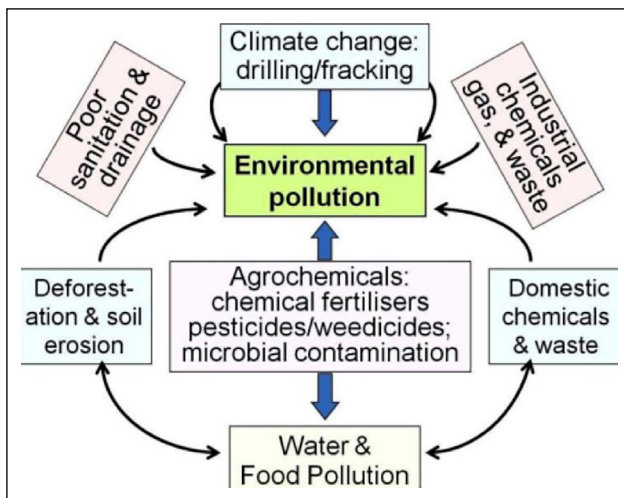 Climate change:
drilling/fracking
Poor
sanitation &
drainage
Industrial
chemicals
gas, & waste
Environmental
pollution
Deforest-
ation & soil
erosion
Agrochemicals:
chemical fertilisers
pesticides/weedicides;
microbial contamination
Domestic
chemicals
& waste
Water &
Food Pollution